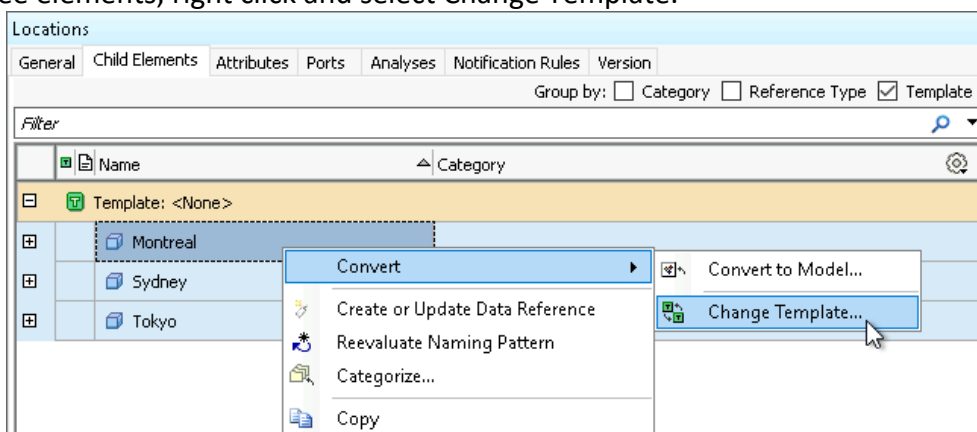 ee elements, right click and select Change Template.
Locations
General Child Elements Attributes Ports Analyses Notification Rules Version
Group by: Category Reference Type Template
Filter
Name Category
Template: <None>
Montreal
Convert Convert to Model...
Sydney
Create or Update Data Reference Change Template...
Tokyo
Reevaluate Naming Pattern
Categorize...
Copy